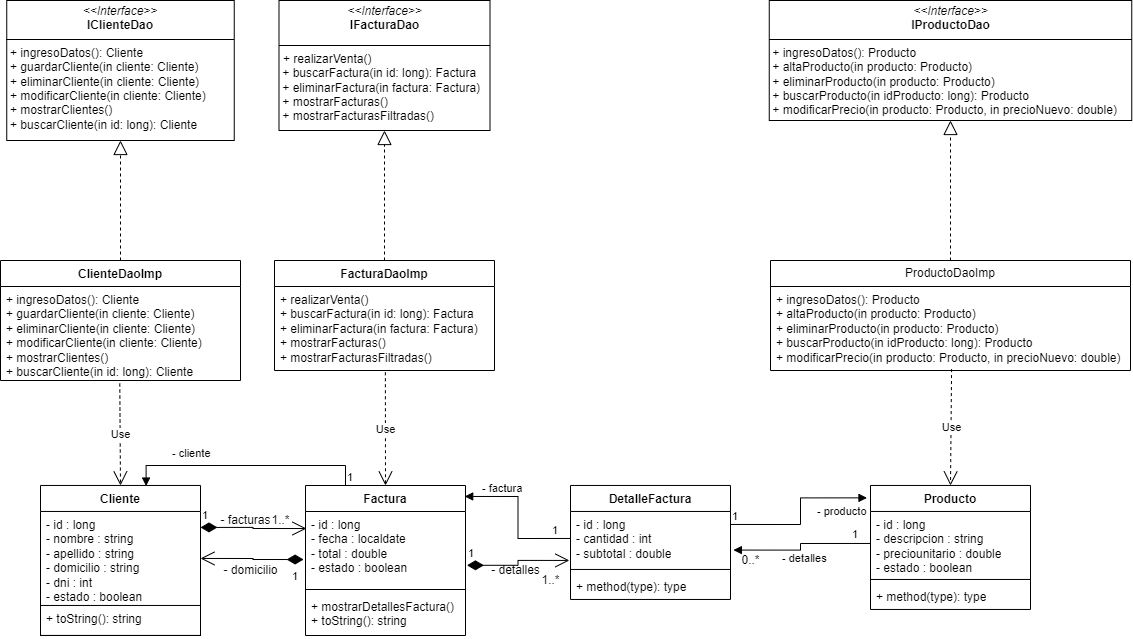 <<Interface>>
IClienteDao
+ ingresoDatos(): Cliente
+ guardarCliente(in cliente: Cliente)
+ eliminarCliente(in cliente: Cliente)
+ modificarCliente(in cliente: Cliente)
+ mostrarClientes()
+ buscarCliente(in id: long): Cliente
<<Interface>>
IFacturaDao
+ realizarVenta()
+ buscarFactura(in id: long): Factura
+ eliminarFactura(in factura: Factura)
+ mostrarFacturas()
+ mostrarFacturasFiltradas()
<<Interface>>
IProductoDao
+ ingresoDatos(): Producto
+ altaProducto(in producto: Producto)
+ eliminarProducto(in producto: Producto)
+ buscarProducto(in idProducto: long): Producto
+ modificarPrecio(in producto: Producto, in precioNuevo: double)
ClienteDaoImp
+ ingresoDatos(): Cliente
+ guardarCliente(in cliente: Cliente)
+ eliminarCliente(in cliente: Cliente)
+ modificarCliente(in cliente: Cliente)
+ mostrarClientes()
+ buscarCliente(in id: long): Cliente
FacturaDaoImp
+ realizarVenta()
+ buscarFactura(in id: long): Factura
+ eliminarFactura(in factura: Factura)
+ mostrarFacturas()
+ mostrarFacturasFiltradas()
ProductoDaoImp
+ ingresoDatos(): Producto
+ altaProducto(in producto: Producto)
+ eliminarProducto(in producto: Producto)
+ buscarProducto(in idProducto: long): Producto
+ modificarPrecio(in producto: Producto, in precioNuevo: double)
Use
Use
Use
- cliente
1
Cliente
- id : long
- nombre : string
- apellido : string
- domicilio : string
- dni : int
- estado : boolean
+ toString(): string
1
- facturas
1..*
- domicilio
1
Factura
- id : long
- fecha : localdate
- total : double
- estado : boolean
+ mostrarDetallesFactura()
+ toString(): string
- factura
1
1
- detalles
1..*
DetalleFactura
- id : long
- cantidad : int
- subtotal : double
+ method(type): type
1
- producto
1
0..*
- detalles
Producto
- id : long
- descripcion : string
- preciounitario : double
- estado : boolean
+ method(type): type